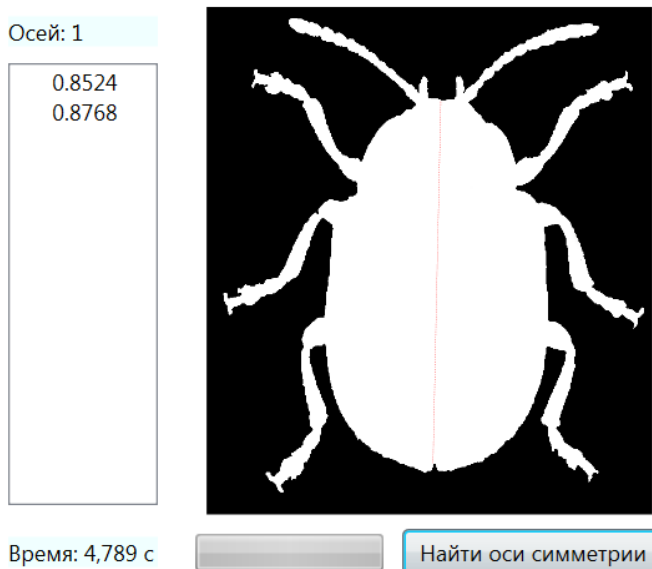 Осей: 1
0.8524
0.8768
Время: 4,789 с
Найти оси симметрии